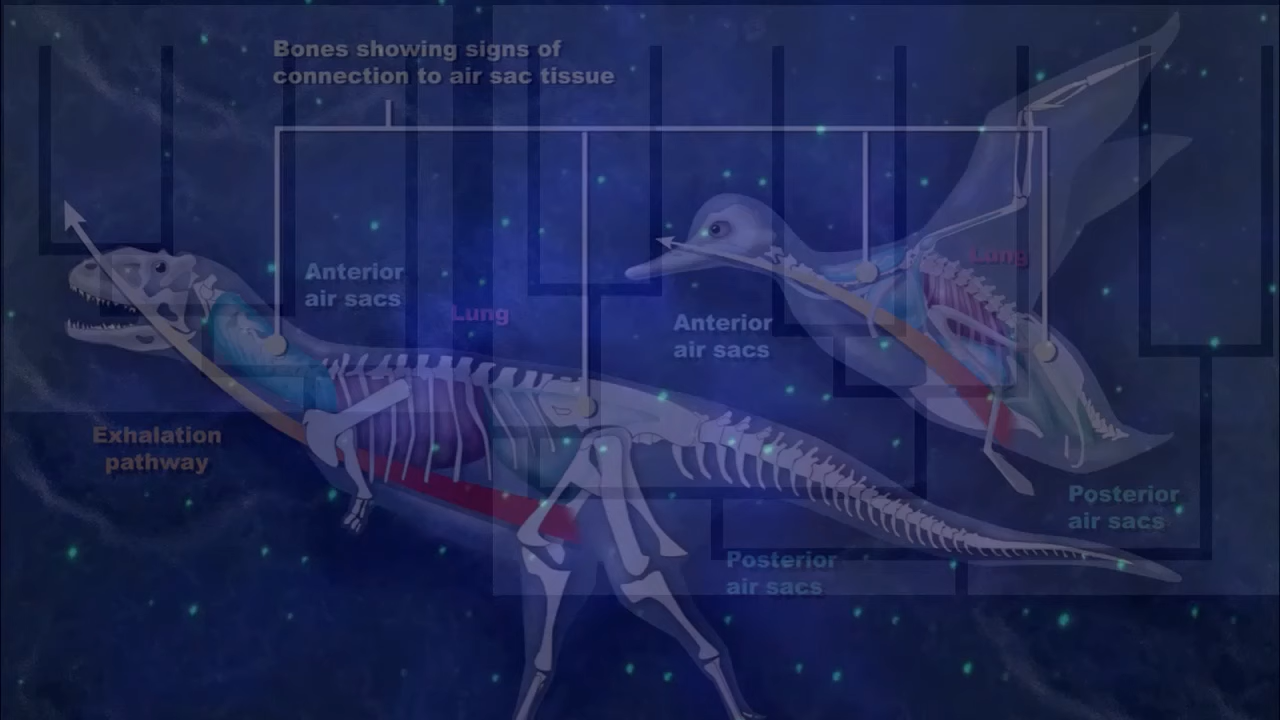 Bones showing signs of
connection to air sac tissue
Anterior
air sacs
Lung
Exhalation
pathway
Posterior
air sacs
Anterior
air sacs
Lung
Posterior
air sacs